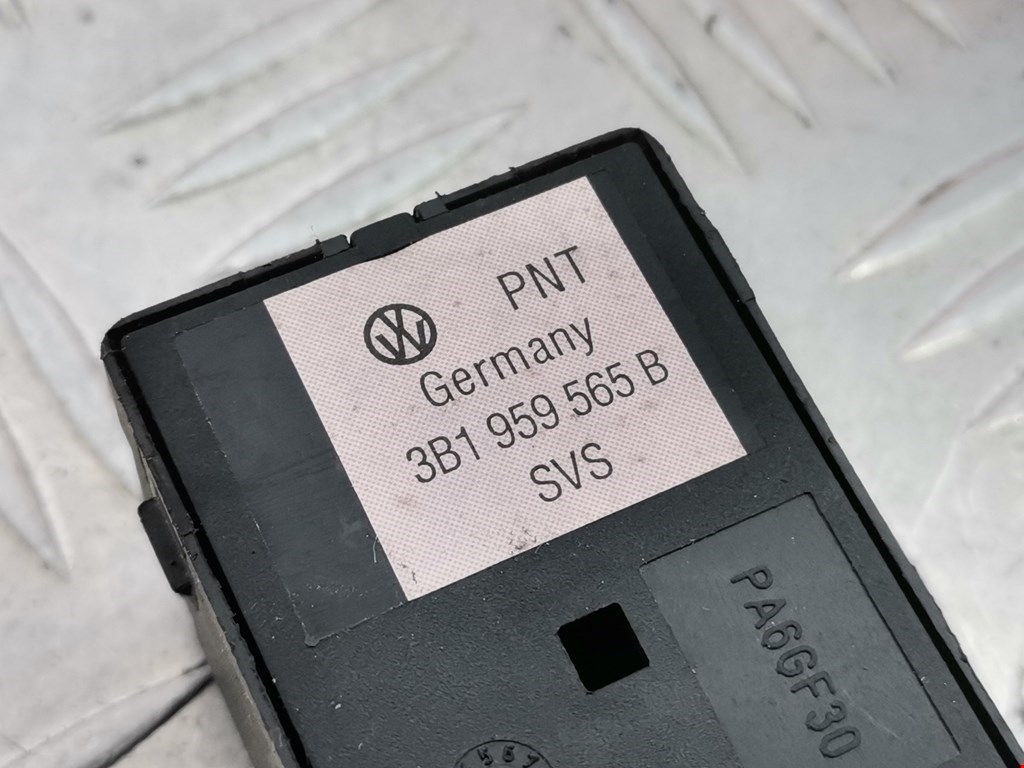 PNT
Germany
3B1 959 565 B
SVS
PA6GF30